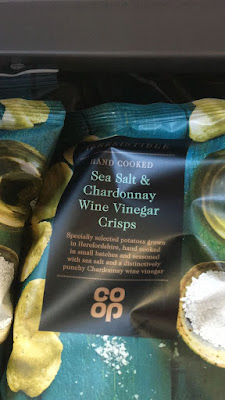 IRRESISTIBLE
HAND COOKED
Sea Salt &
Chardonnay
Wine Vinegar
Crisps
Specially selected potatoes grown
in Herefordshire, hand cooked
in small batches and seasoned
with sea salt and a distinctively
punchy Chardonnay wine vinegar
CO
OP